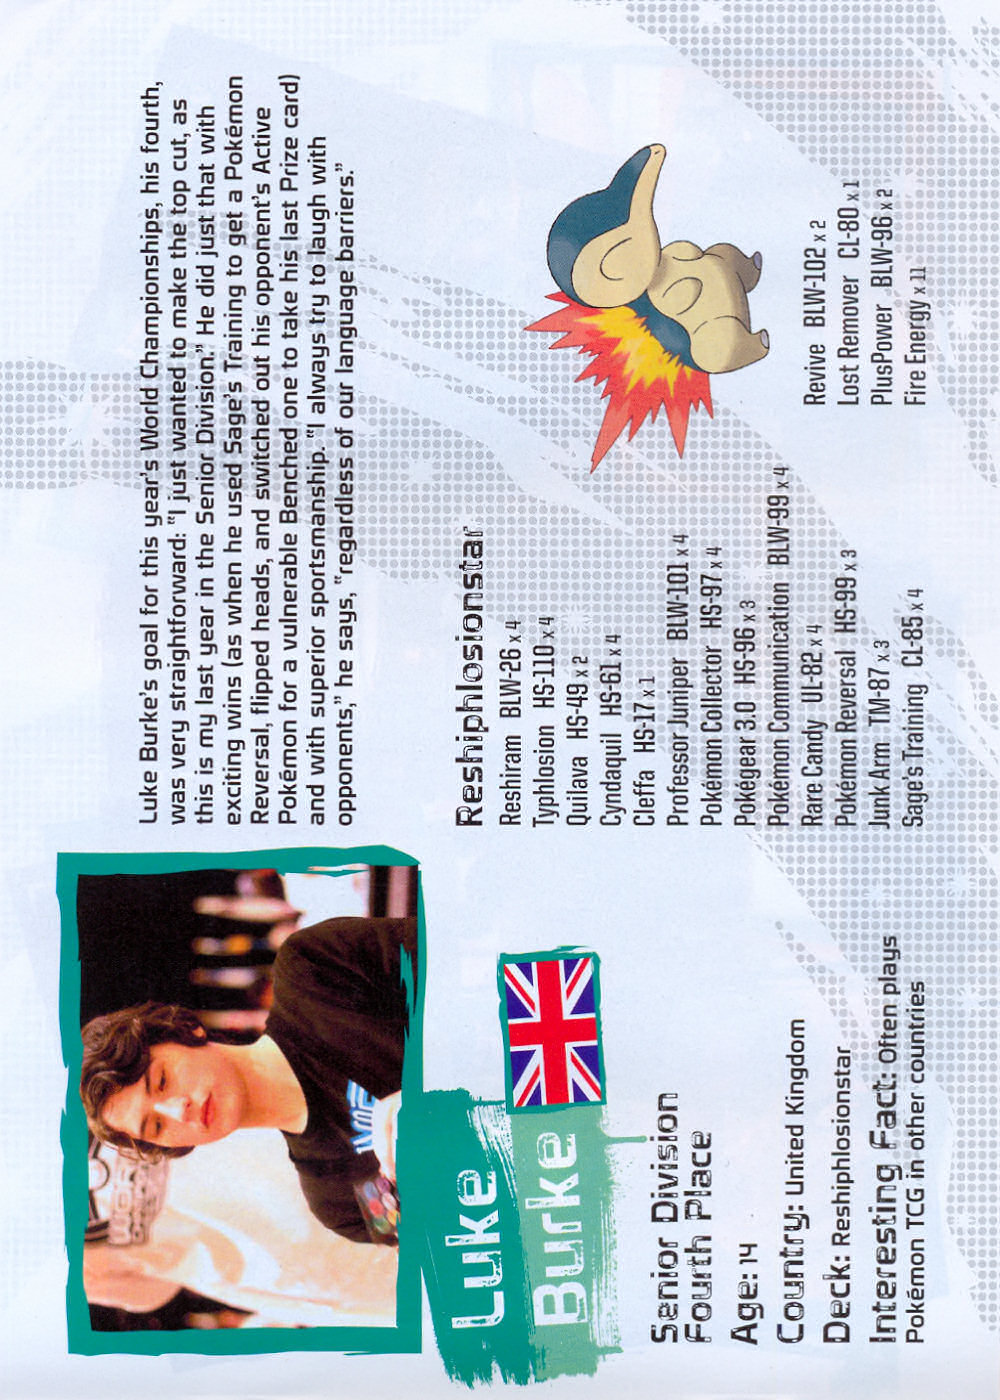 Luke Burke's goal for this year's World Championships, his fourth,
was very straightforward: "I just wanted to make the top cut, as
this is my last year in the Senior Division." He did just that with
exciting wins (as when he used Sage's Training to get a Pokémon
Reversal, flipped heads, and switched out his opponent's Active
Pokémon for a vulnerable Benched one to take his last Prize card)
and with superior sportsmanship. "I always try to laugh with
opponents," he says, "regardless of our language barriers."
Luke
Burke
Senior Division
Fourth Place
Age: 14
Country: United Kingdom
Deck: Reshiphlosionstar
Interesting Fact: Often plays
Pokémon TCG in other countries
Reshiphlosionstar
Reshiram BLW-26 x 4
Typhlosion HS-110 x 4
Quilava HS-49 x 2
Cyndaquil HS-61 x 4
Cleffa HS-17 x 1
Professor Juniper BLW-101 x 4
Pokémon Collector HS-97 x 4
Pokégear 3.0 HS-96 x 3
Pokémon Communication BLW-99 x 4
Rare Candy UL-82 x 4
Pokémon Reversal HS-99 x 3
Junk Arm TM-87 x 3
Sage's Training CL-85 x 4
Revive BLW-102 x 2
Lost Remover CL-80 x 1
PlusPower BLW-96 x 2
Fire Energy x 11